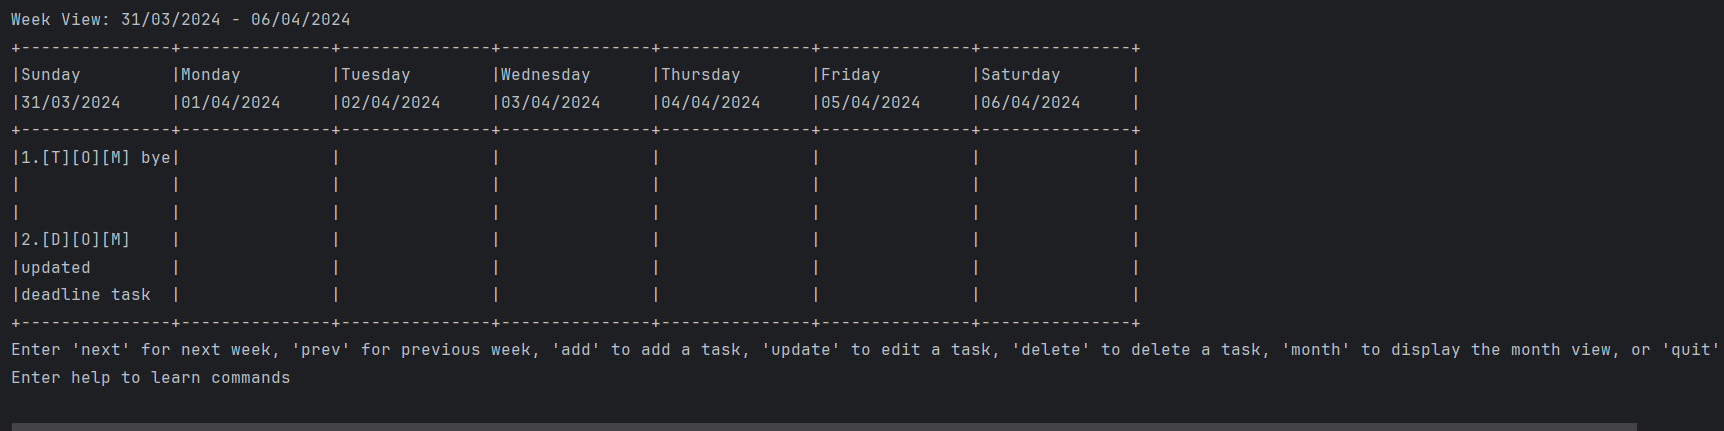 Week View: 31/03/2024 - 06/04/2024
+---------------+---------------+---------------+---------------+---------------+---------------+---------------+
|Sunday         |Monday         |Tuesday        |Wednesday      |Thursday       |Friday         |Saturday       |
|31/03/2024     |01/04/2024     |02/04/2024     |03/04/2024     |04/04/2024     |05/04/2024     |06/04/2024     |
+---------------+---------------+---------------+---------------+---------------+---------------+---------------+
|1.[T][O][M] bye|               |               |               |               |               |               |
|               |               |               |               |               |               |               |
|               |               |               |               |               |               |               |
|2.[D][O][M]    |               |               |               |               |               |               |
|updated        |               |               |               |               |               |               |
|deadline task  |               |               |               |               |               |               |
+---------------+---------------+---------------+---------------+---------------+---------------+---------------+
Enter 'next' for next week, 'prev' for previous week, 'add' to add a task, 'update' to edit a task, 'delete' to delete a task, 'month' to display the month view, or 'quit'
Enter help to learn commands